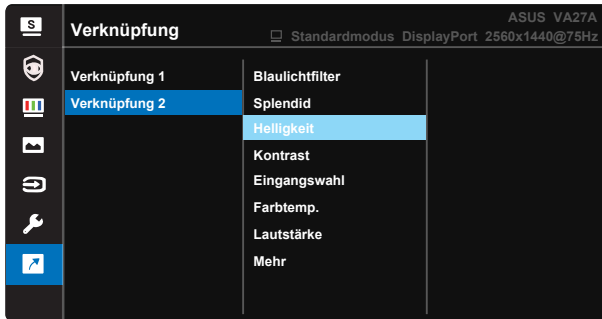 S
ASUS VA27A
Verknüpfung
Standardmodus DisplayPort 2560x1440@75Hz
Verknüpfung 1
Verknüpfung 2
Blaulichtfilter
Splendid
Helligkeit
Kontrast
Eingangswahl
Farbtemp.
Lautstärke
Mehr